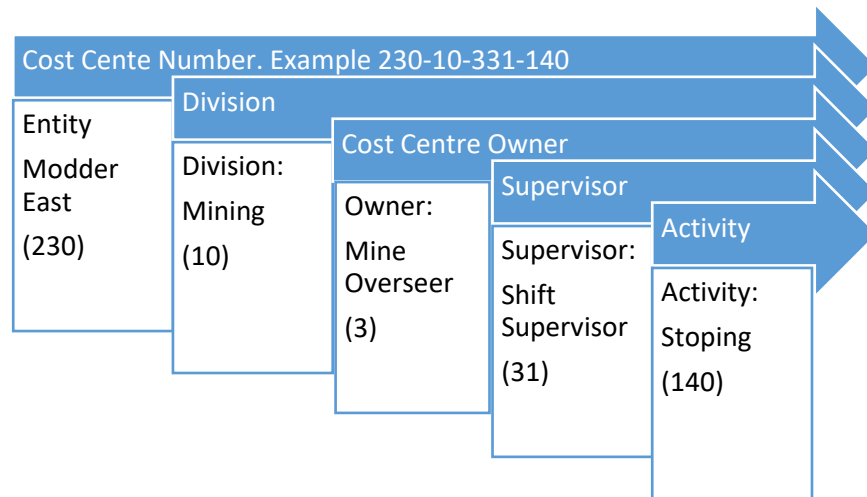 Cost Cente Number. Example 230-10-331-140
Entity
Modder
East
(230)
Division
Division:
Mining
(10)
Cost Centre Owner
Owner:
Mine
Overseer
(3)
Supervisor
Supervisor:
Shift
Supervisor
(31)
Activity
Activity:
Stoping
(140)